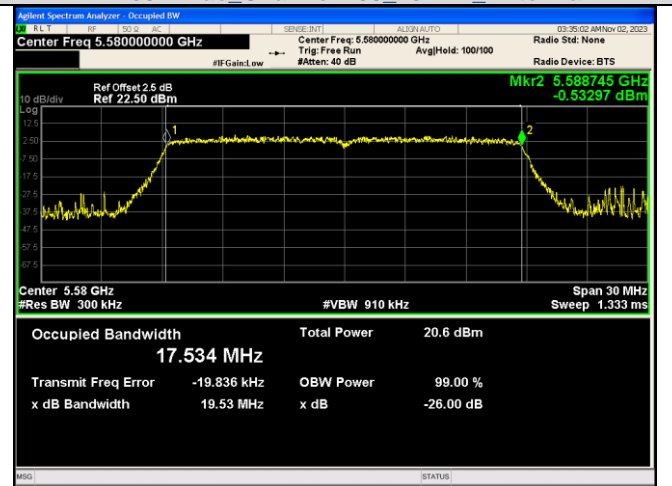 Agilent Spectrum Analyzer - Occupied BW
RLT RF 50 Ω AC SENSE:INT ALIGN AUTO 03:35:02 AM Nov 02, 2023
Center Freq 5.580000000 GHz Center Freq: 5.580000000 GHz Radio Std: None
Trig: Free Run Avg|Hold: 100/100
#IFGain:Low #Atten: 40 dB Radio Device: BTS
Mkr2 5.588745 GHz
Ref Offset 2.5 dB
10 dB/div Ref 22.50 dBm -0.53297 dBm
Log
12.5
1 2
2.50
-7.50
-17.5
-27.5
-37.5
-47.5
-57.5
-67.5
Center 5.58 GHz Span 30 MHz
#Res BW 300 kHz #VBW 910 kHz Sweep 1.333 ms
Occupied Bandwidth Total Power 20.6 dBm
17.534 MHz
Transmit Freq Error -19.836 kHz OBW Power 99.00 %
x dB Bandwidth 19.53 MHz x dB -26.00 dB
MSG STATUS